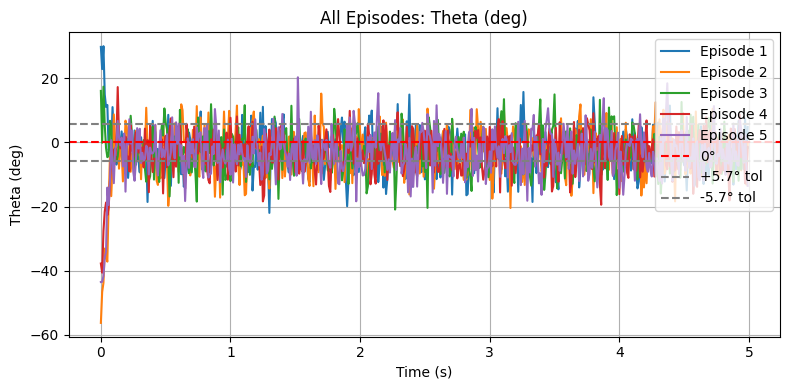 All Episodes: Theta (deg)
Theta (deg)
20
0
−20
−40
−60
Episode 1
Episode 2
Episode 3
Episode 4
Episode 5
0°
+5.7° tol
-5.7° tol
0
1
2
3
4
5
Time (s)